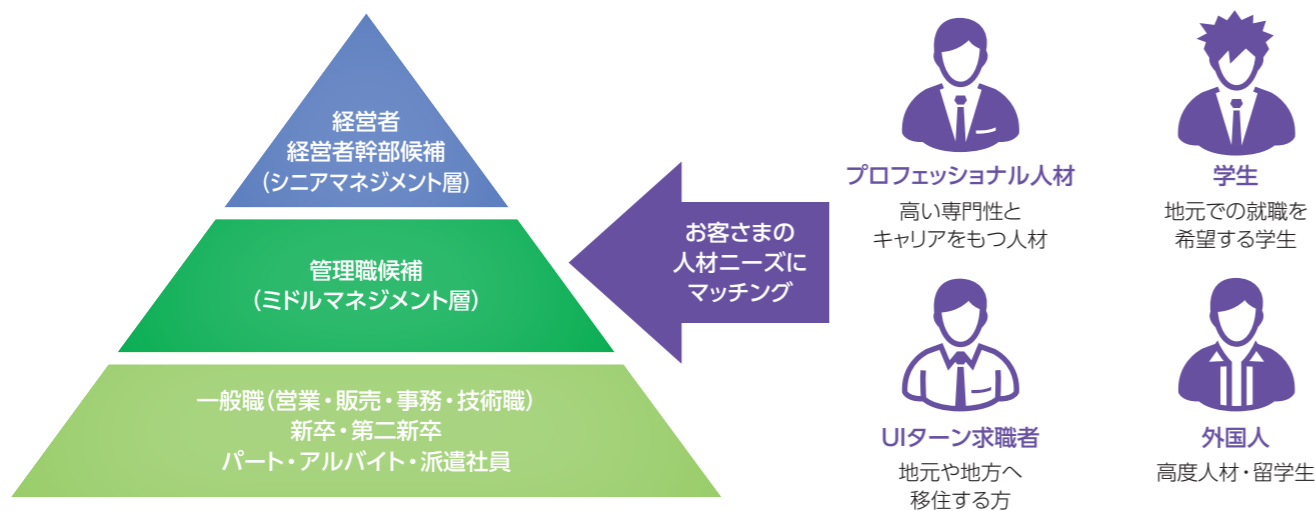 経営者
経営者幹部候補
(シニアマネジメント層)
管理職候補
(ミドルマネジメント層)
一般職(営業・販売・事務・技術職)
新卒・第二新卒
パート・アルバイト・派遣社員
お客さまの
人材ニーズに
マッチング
プロフェッショナル人材
高い専門性と
キャリアをもつ人材
学生
地元での就職を
希望する学生
UIターン求職者
地元や地方へ
移住する方
外国人
高度人材・留学生